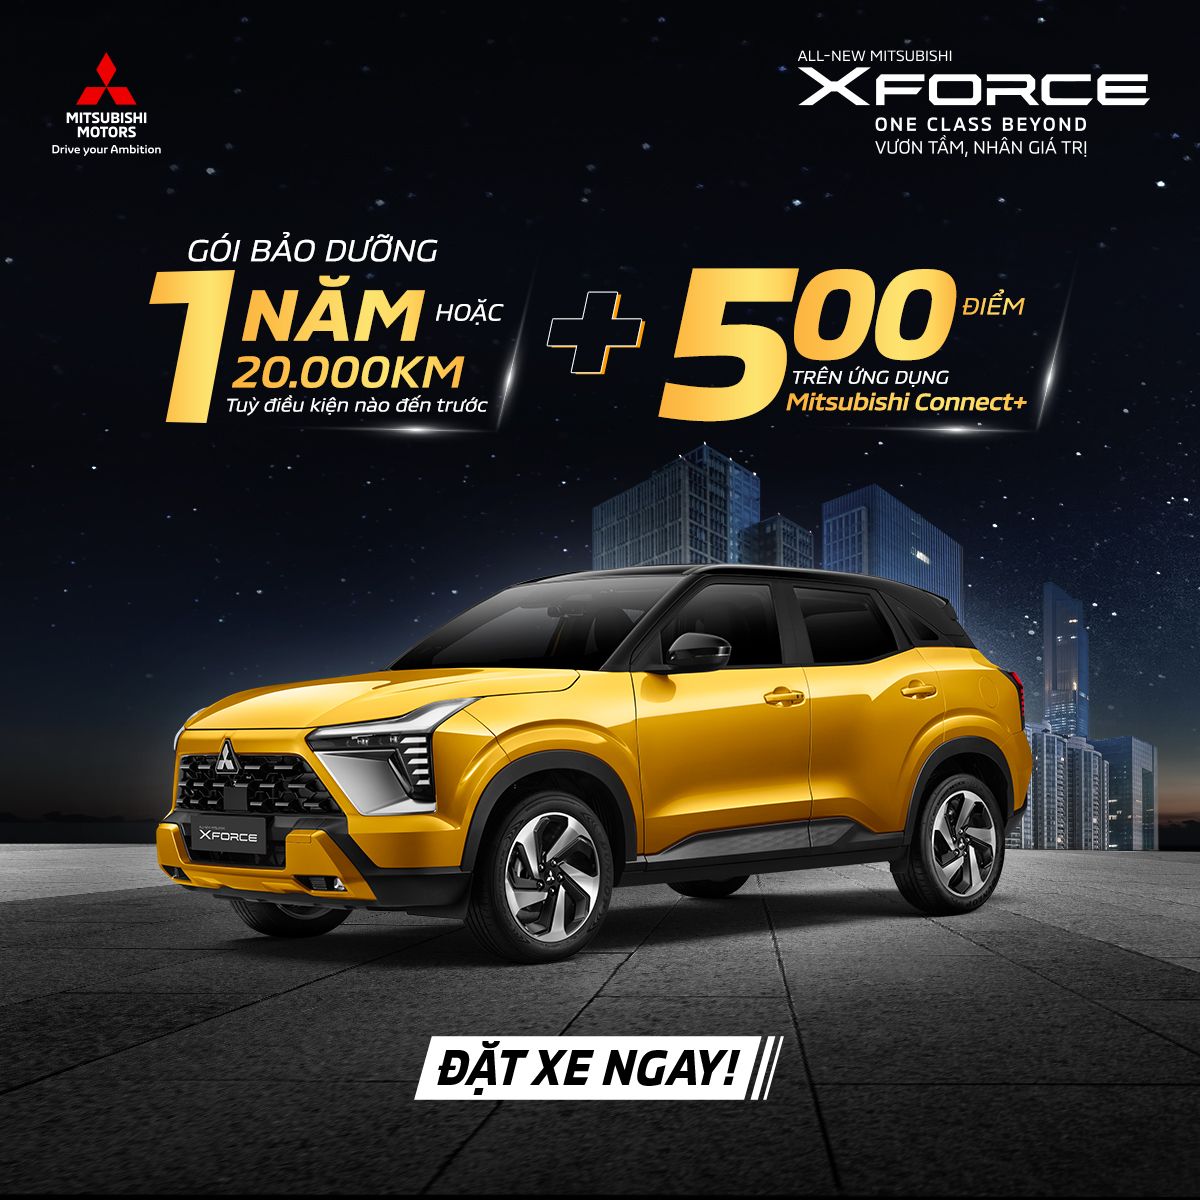 MITSUBISHI
MOTORS
Drive your Ambition
ALL-NEW MITSUBISHI
XFORCE
ONE CLASS BEYOND
VƯƠN TẦM, NHÂN GIÁ TRỊ
GÓI BẢO DƯỠNG
1 NĂM HOẶC
20.000KM
Tuỳ điều kiện nào đến trước
+
500 ĐIỂM
TRÊN ỨNG DỤNG
Mitsubishi Connect+
XFORCE
ĐẶT XE NGAY!